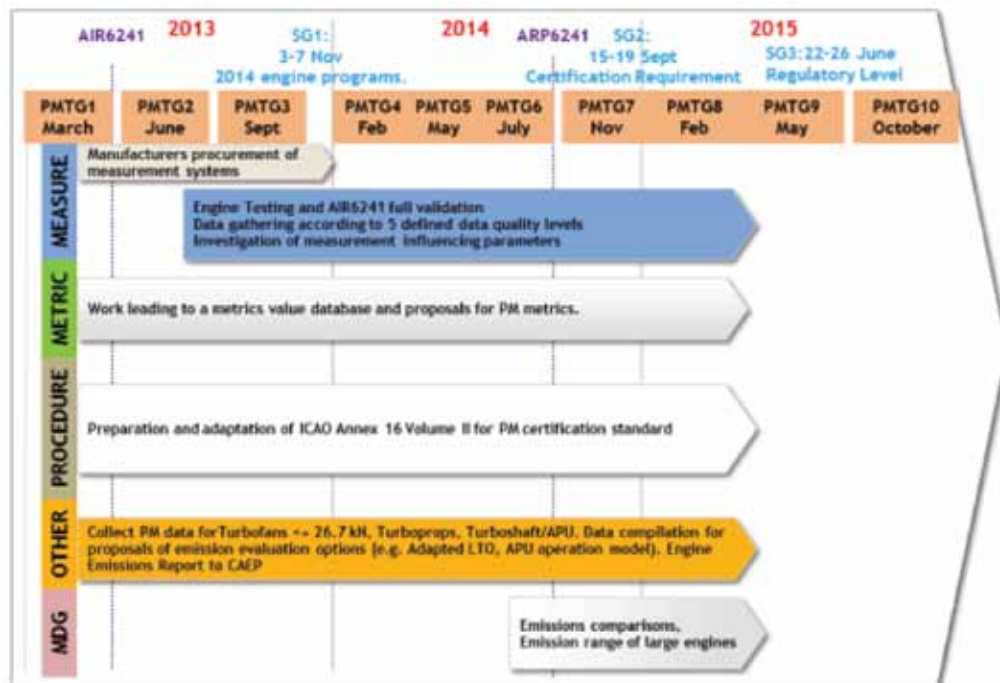 AIR6241 2013 SG1: 2014 ARP6241 SG2: 2015
3-7 Nov 15-19 Sept SG3:22-26 June
2014 engine programs. Certification Requirement Regulatory Level
PMTG1 PMTG2 PMTG3 PMTG4 PMTG5 PMTG6 PMTG7 PMTG8 PMTG9 PMTG10
March June Sept Feb May July Nov Feb May October
MEASURE
Manufacturers procurement of
measurement systems
Engine Testing and AIR6241 full validation
Data gathering according to 5 defined data quality levels
Investigation of measurement influencing parameters
METRIC
Work leading to a metrics value database and proposals for PM metrics.
PROCEDURE
Preparation and adaptation of ICAO Annex 16 Volume II for PM certification standard
OTHER
Collect PM data for Turbofans <= 26.7 kN, Turboprops, Turboshaft/APU. Data compilation for
proposals of emission evaluation options (e.g. Adapted LTO, APU operation model). Engine
Emissions Report to CAEP
MDG
Emissions comparisons,
Emission range of large engines